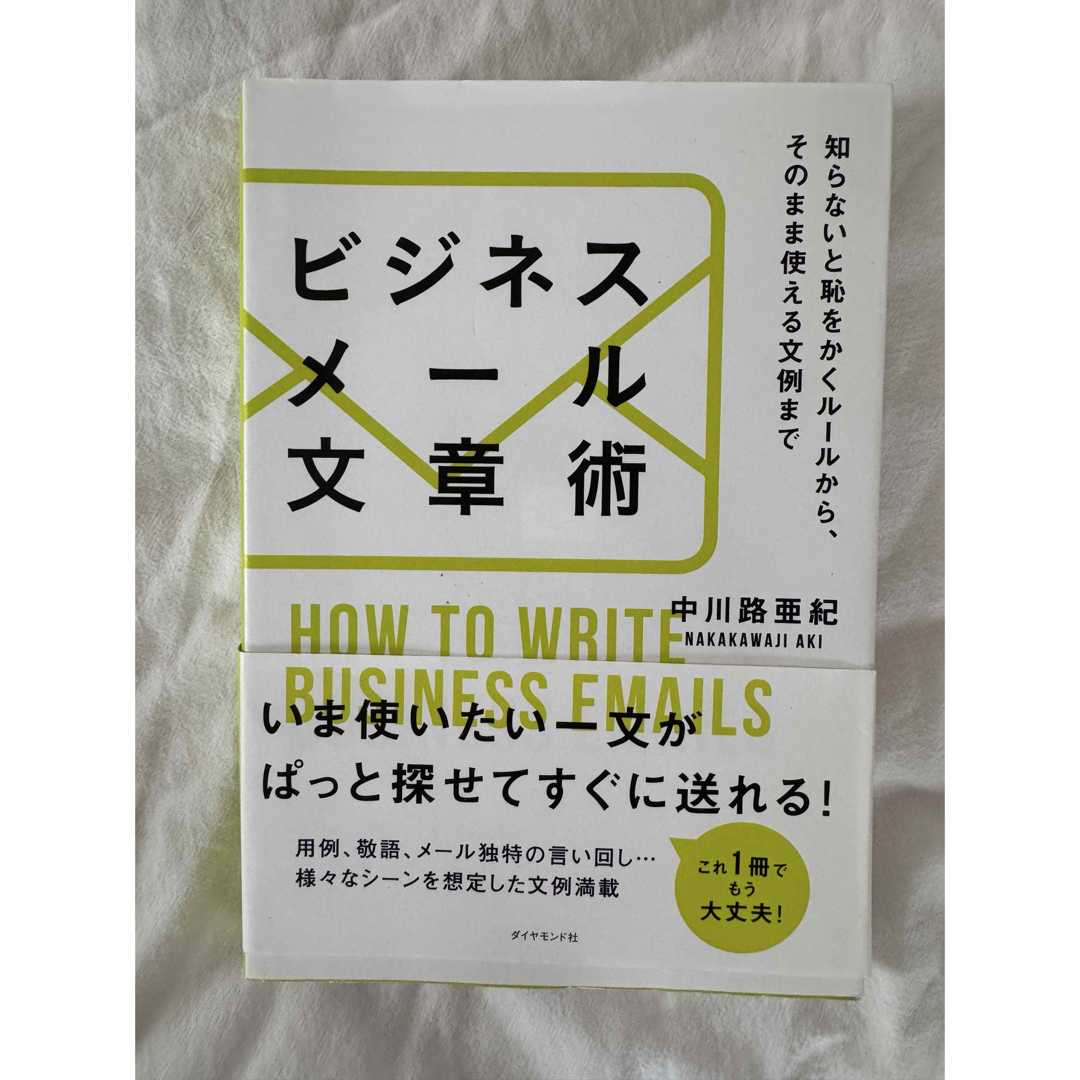 知らないと恥をかくルールから、
そのまま使える文例まで
ビジネス
メール
文章術
中川路亜紀
NAKAKAWAJI AKI
HOW TO WRITE
BUSINESS EMAILS
いま使いたい一文が
ぱっと探せてすぐに送れる!
用例、敬語、メール独特の言い回し…
様々なシーンを想定した文例満載
これ1冊で
もう
大丈夫!
ダイヤモンド社